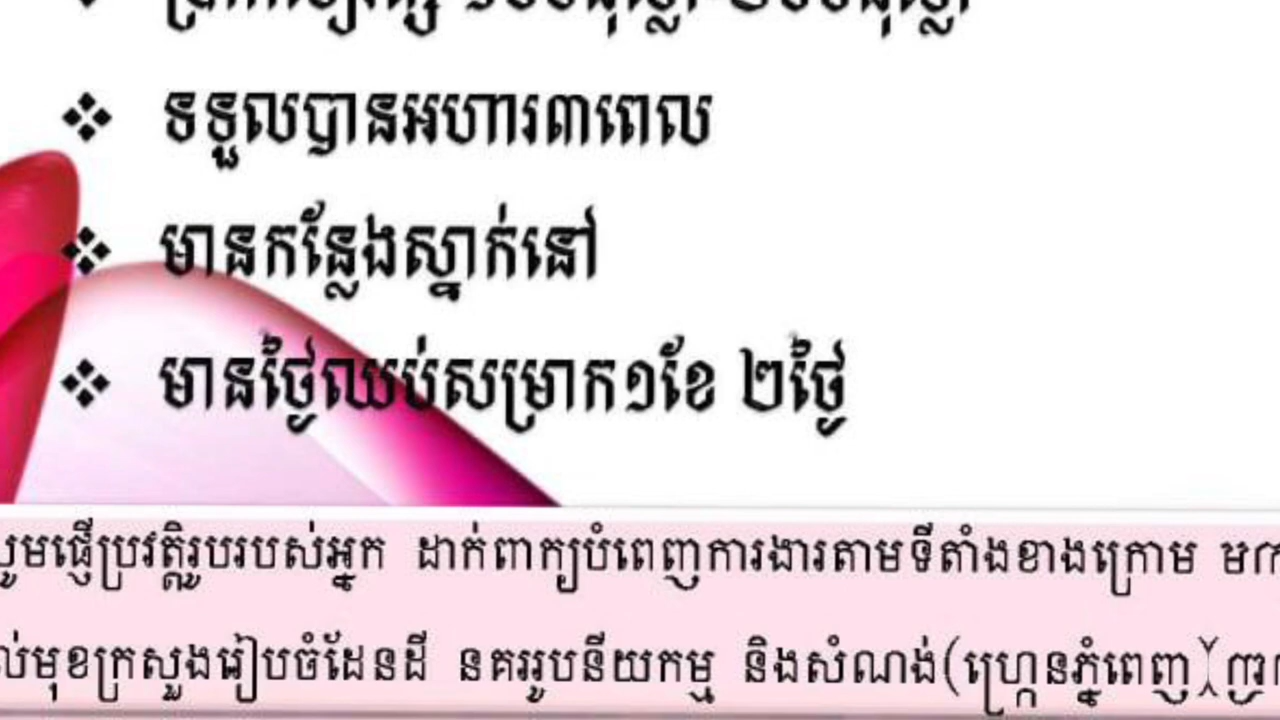 ទទួលបានអហារ៣ពេល
មានកន្លែងស្នាក់នៅ
មានថ្ងៃឈប់សម្រាក១ខែ ២ថ្ងៃ
សូមផ្ញើប្រវត្តិរូបរបស់អ្នក ដាក់ពាក្យបំពេញការងារតាមទីតាំងខាងក្រោម
មុខក្រសួងរៀបចំដែនដី នគររូបនីយកម្ម និងសំណង់(ហ្គ្រេនភ្នំពេញ)